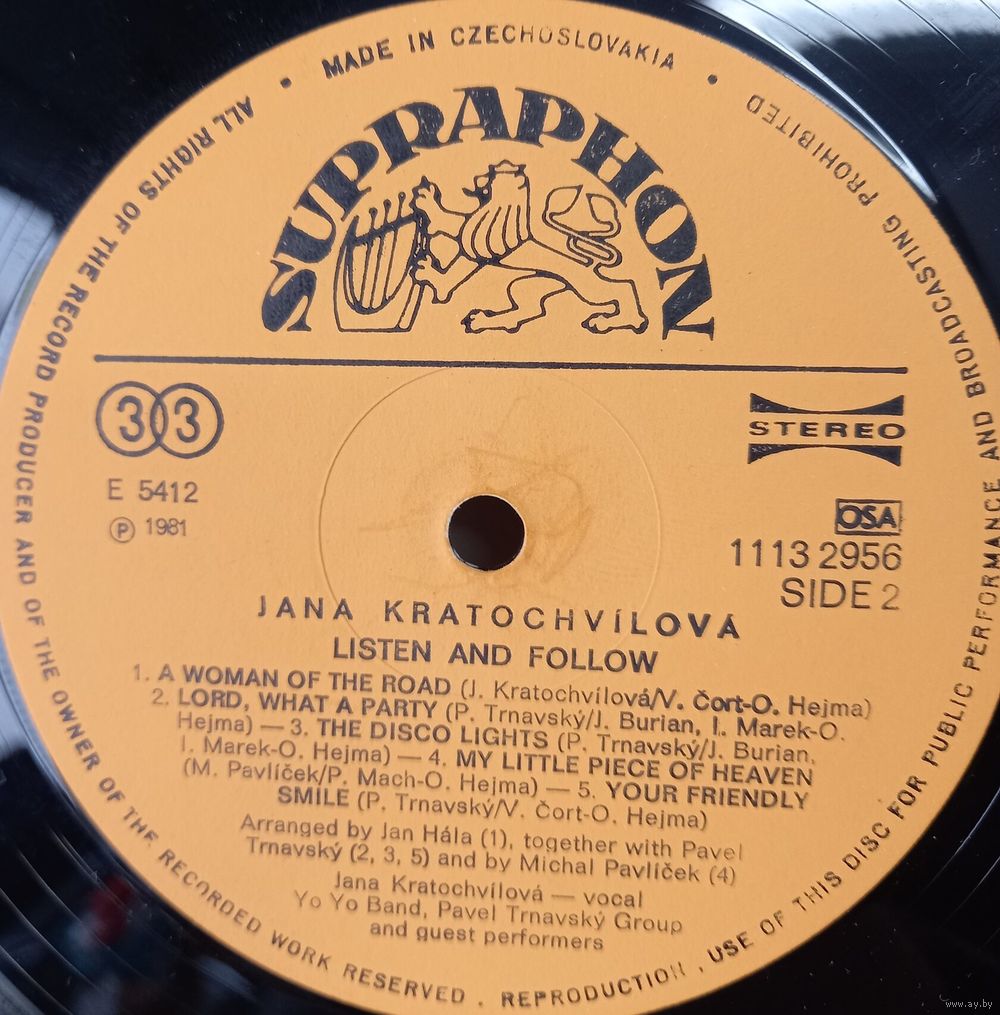 MADE IN CZECHOSLOVAKIA
SUPRAPHON
33
STEREO
E 5412
Ⓟ 1981
OSA
1113 2956
SIDE 2
JANA KRATOCHVÍLOVÁ
LISTEN AND FOLLOW
1. A WOMAN OF THE ROAD (J. Kratochvílová/V. Čort-O. Hejma)
2. LORD, WHAT A PARTY (P. Trnavský/J. Burian, I. Marek-O.
Hejma) — 3. THE DISCO LIGHTS (P. Trnavský/J. Burian,
I. Marek-O. Hejma) — 4. MY LITTLE PIECE OF HEAVEN
(M. Pavlíček/P. Mach-O. Hejma) — 5. YOUR FRIENDLY
SMILE (P. Trnavský/V. Čort-O. Hejma)
Arranged by Jan Hála (1), together with Pavel
Trnavský (2, 3, 5) and by Michal Pavlíček (4)
Jana Kratochvílová — vocal
Yo Yo Band, Pavel Trnavský Group
and guest performers
ALL RIGHTS OF THE RECORD PRODUCER AND OF THE OWNER OF THE RECORDED WORK RESERVED . REPRODUCTION , USE OF THIS DISC FOR PUBLIC PERFORMANCE AND BROADCASTING PROHIBITED
www.ay.by